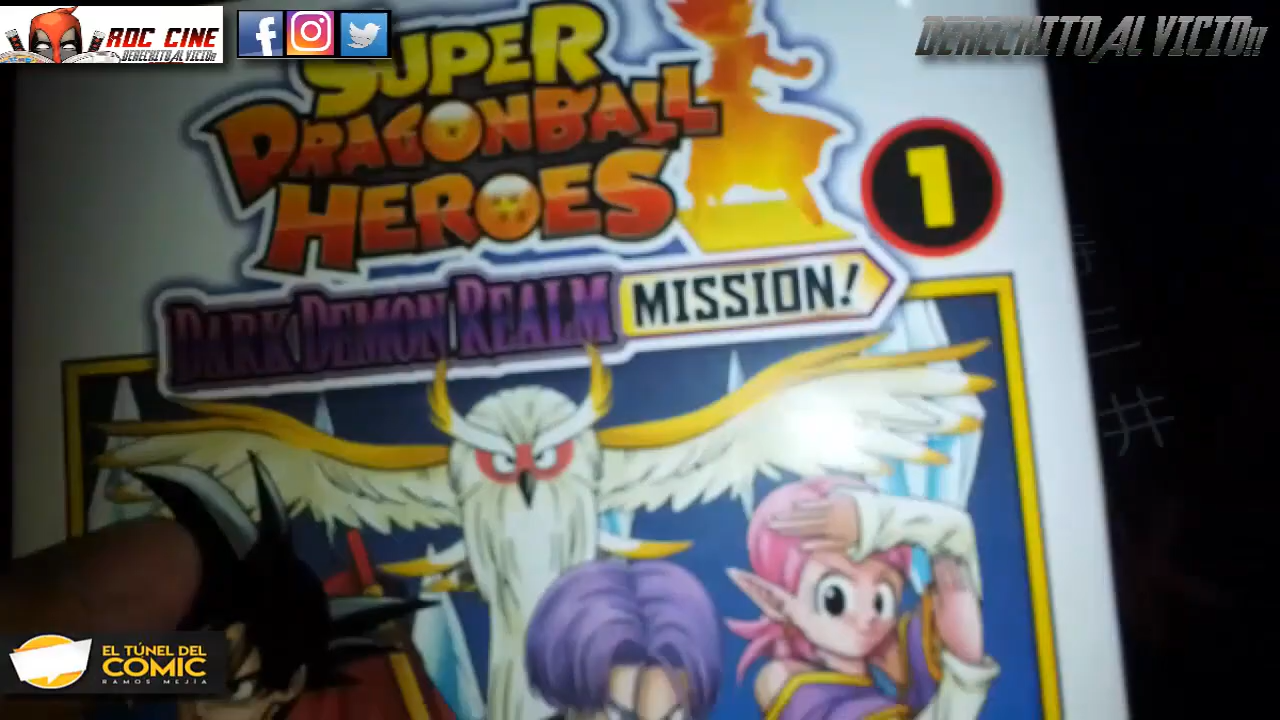 ROC CINE
DERECHITO AL VICIO!!
DERECHITO AL VICIO!!
SUPER
DRAGONBALL
HEROES
1
DARK DEMON REALM MISSION!
EL TÚNEL DEL
COMIC
RAMOS MEJÍA